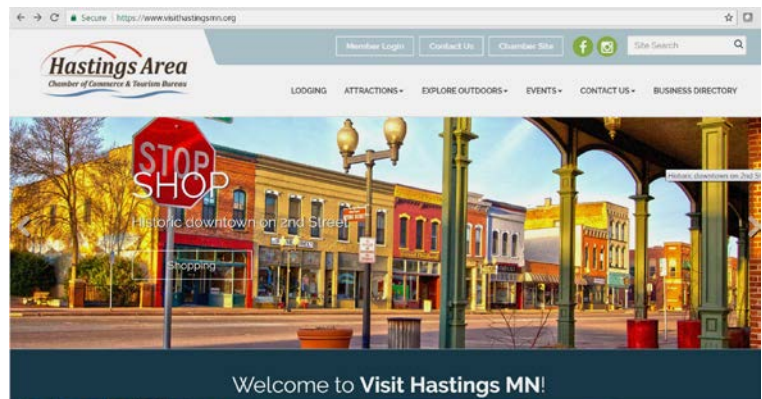 Secure https://www.visithastingsmn.org
Member Login Contact Us Chamber Site Site Search
Hastings Area
Chamber of Commerce & Tourism Bureau
LODGING ATTRACTIONS EXPLORE OUTDOORS EVENTS CONTACT US BUSINESS DIRECTORY
STOP
SHOP
Historic downtown on 2nd St
Historic downtown on 2nd Street
Shopping
Welcome to Visit Hastings MN!